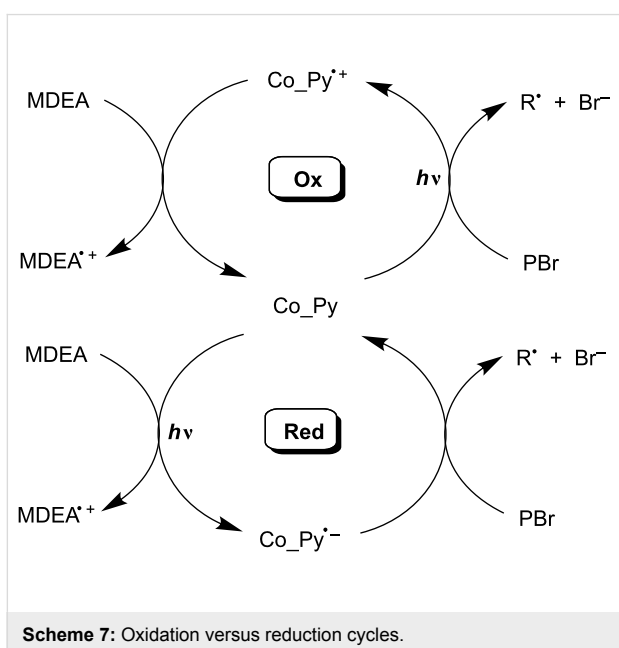 Co_Py•+
MDEA
R• + Br−
Ox
hν
MDEA•+
PBr
Co_Py
MDEA
R• + Br−
hν
Red
MDEA•+
PBr
Co_Py•−
Scheme 7: Oxidation versus reduction cycles.